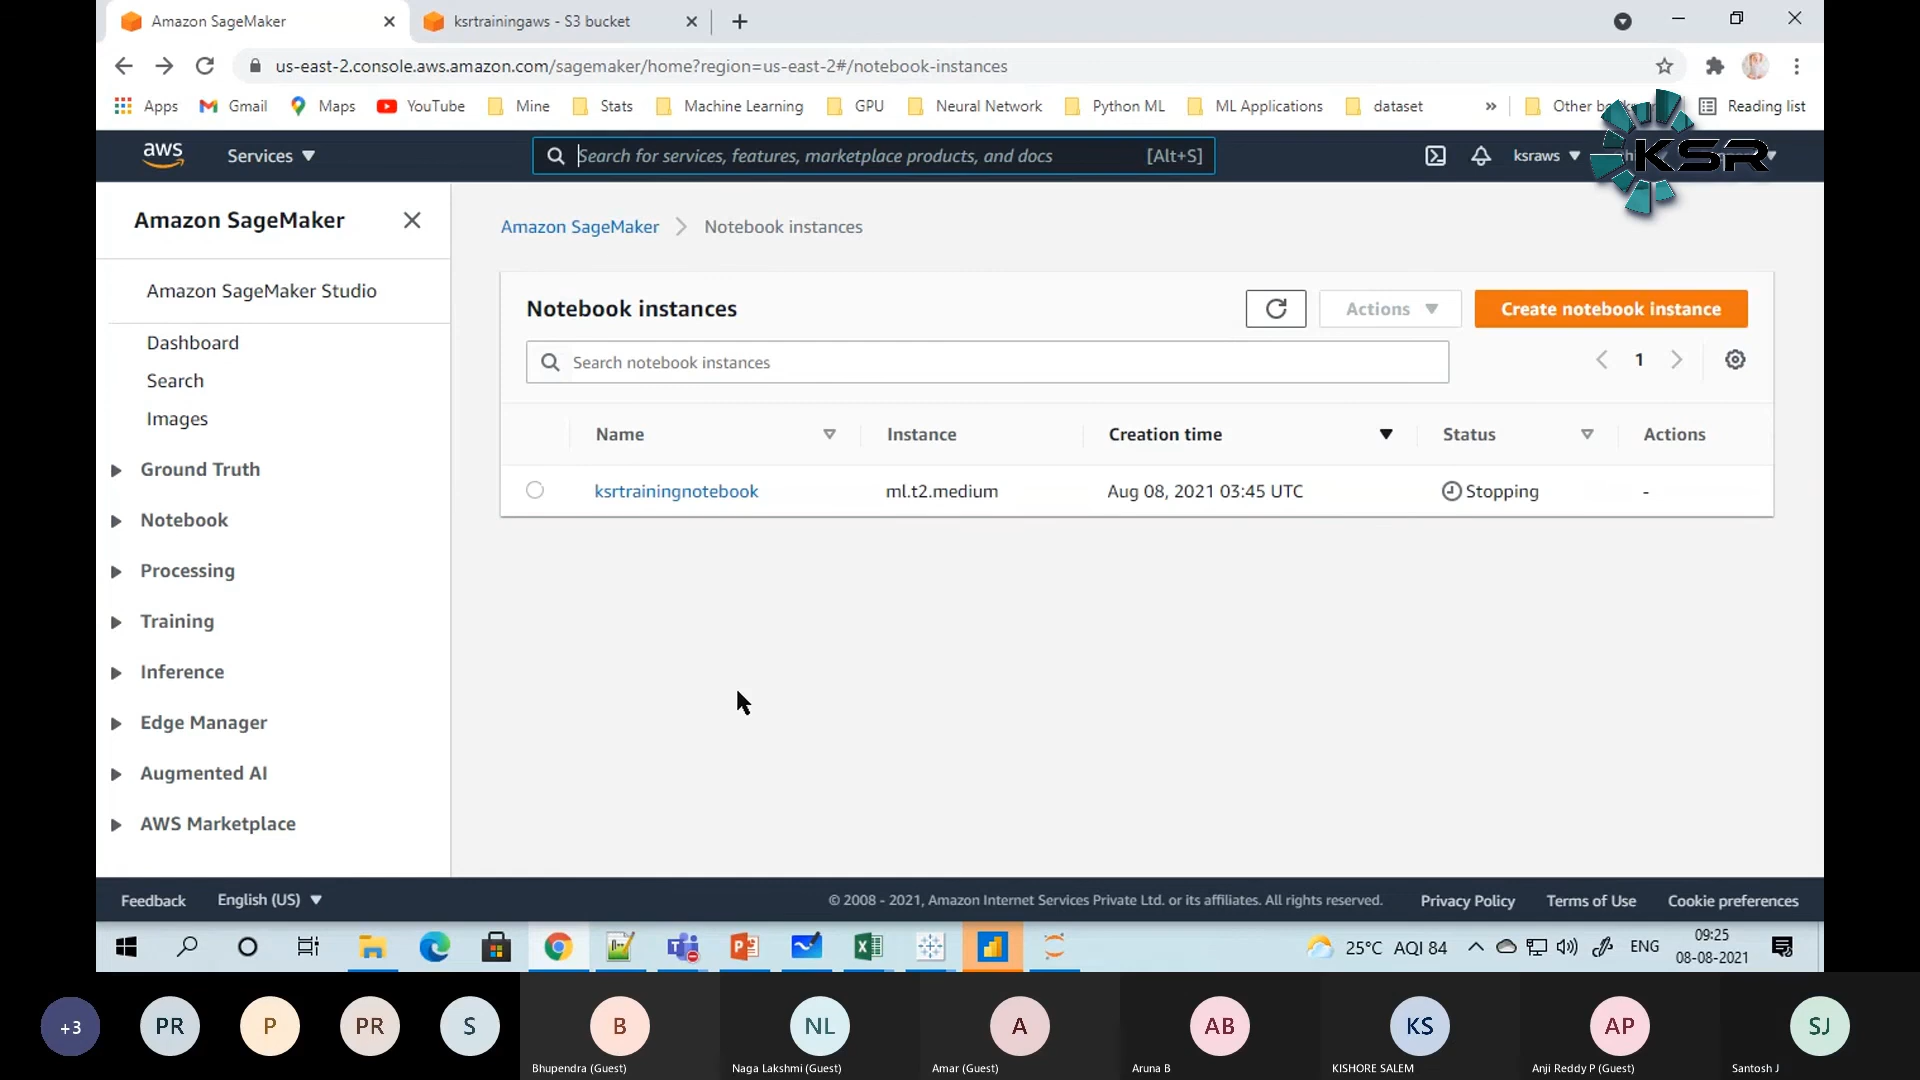 Amazon SageMaker
ksrtrainingaws - S3 bucket
us-east-2.console.aws.amazon.com/sagemaker/home?region=us-east-2#/notebook-instances
Apps Gmail Maps YouTube Mine Stats Machine Learning GPU Neural Network Python ML ML Applications dataset » Other Reading list
aws Services Search for services, features, marketplace products, and docs [Alt+S] ksraws
KSR
Amazon SageMaker
Amazon SageMaker Studio
Dashboard
Search
Images
Ground Truth
Notebook
Processing
Training
Inference
Edge Manager
Augmented AI
AWS Marketplace
Amazon SageMaker > Notebook instances
Notebook instances
Actions
Create notebook instance
Search notebook instances
1
Name Instance Creation time Status Actions
ksrtrainingnotebook ml.t2.medium Aug 08, 2021 03:45 UTC Stopping -
Feedback English (US) © 2008 - 2021, Amazon Internet Services Private Ltd. or its affiliates. All rights reserved. Privacy Policy Terms of Use Cookie preferences
25°C AQI 84 ENG
09:25
08-08-2021
+3 PR P PR S B NL A AB KS AP SJ
Bhupendra (Guest) Naga Lakshmi (Guest) Amar (Guest) Aruna B KISHORE SALEM Anji Reddy P (Guest) Santosh J